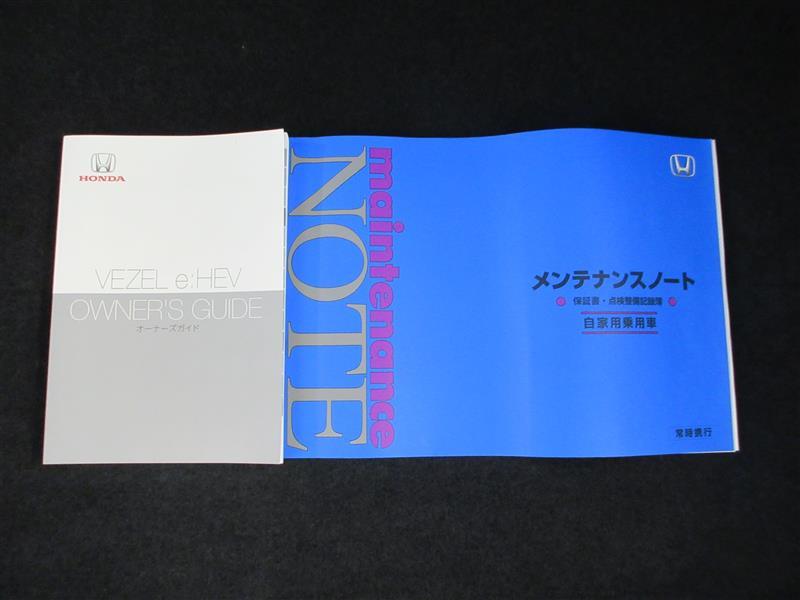 HONDA
VEZEL e:HEV
OWNER'S GUIDE
オーナーズガイド
maintenance
NOTE
メンテナンスノート
保証書・点検整備記録簿
自家用乗用車
常時携行